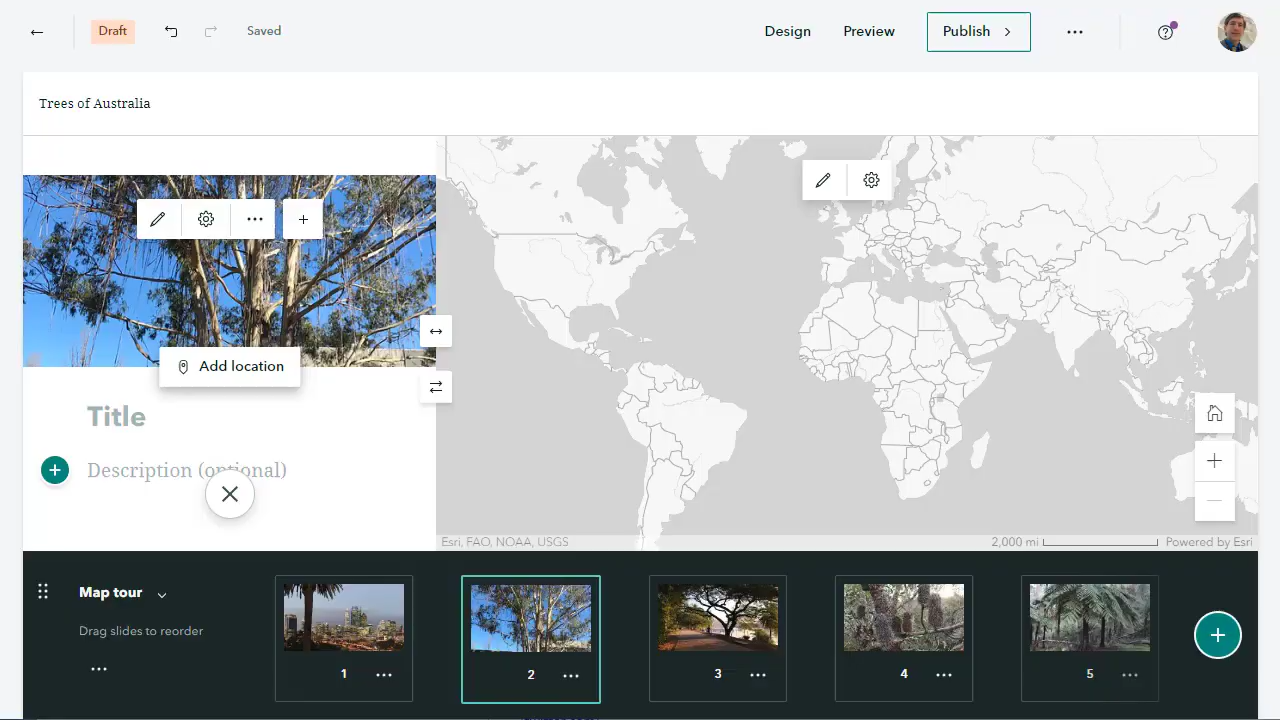 Draft
Saved
Design
Preview
Publish
Trees of Australia
Add location
Title
Description (optional)
Esri, FAO, NOAA, USGS
2,000 mi
Powered by Esri
Map tour
Drag slides to reorder
1
2
3
4
5